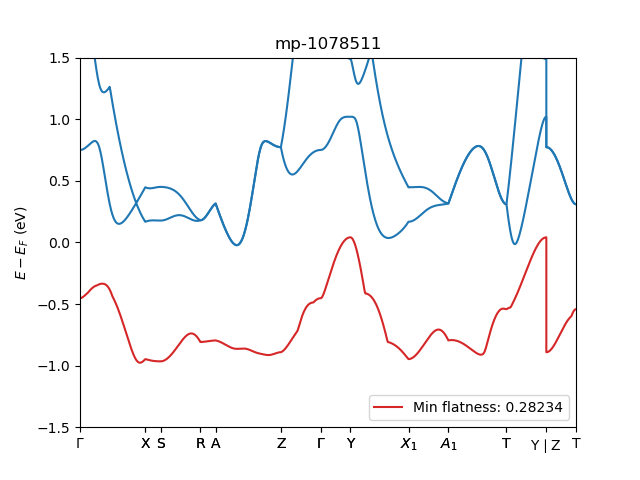 mp-1078511
1.5
1.0
0.5
0.0
−0.5
−1.0
−1.5
E − E_F (eV)
Min flatness: 0.28234
Γ X S R A Z Γ Y X₁ A₁ T Y | Z T